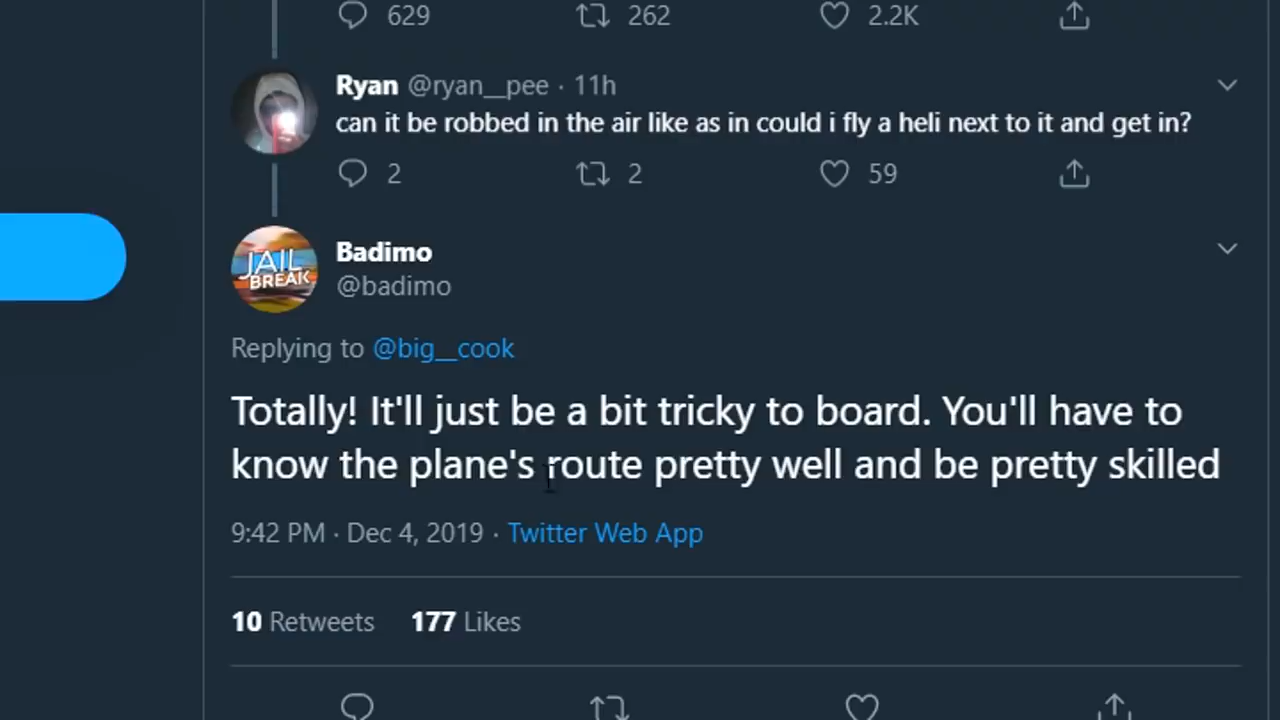 629 262 2.2K
Ryan @ryan__pee · 11h
can it be robbed in the air like as in could i fly a heli next to it and get in?
2 2 59
JAIL
BREAK
Badimo
@badimo
Replying to @big__cook
Totally! It'll just be a bit tricky to board. You'll have to
know the plane's route pretty well and be pretty skilled
9:42 PM · Dec 4, 2019 · Twitter Web App
10 Retweets 177 Likes